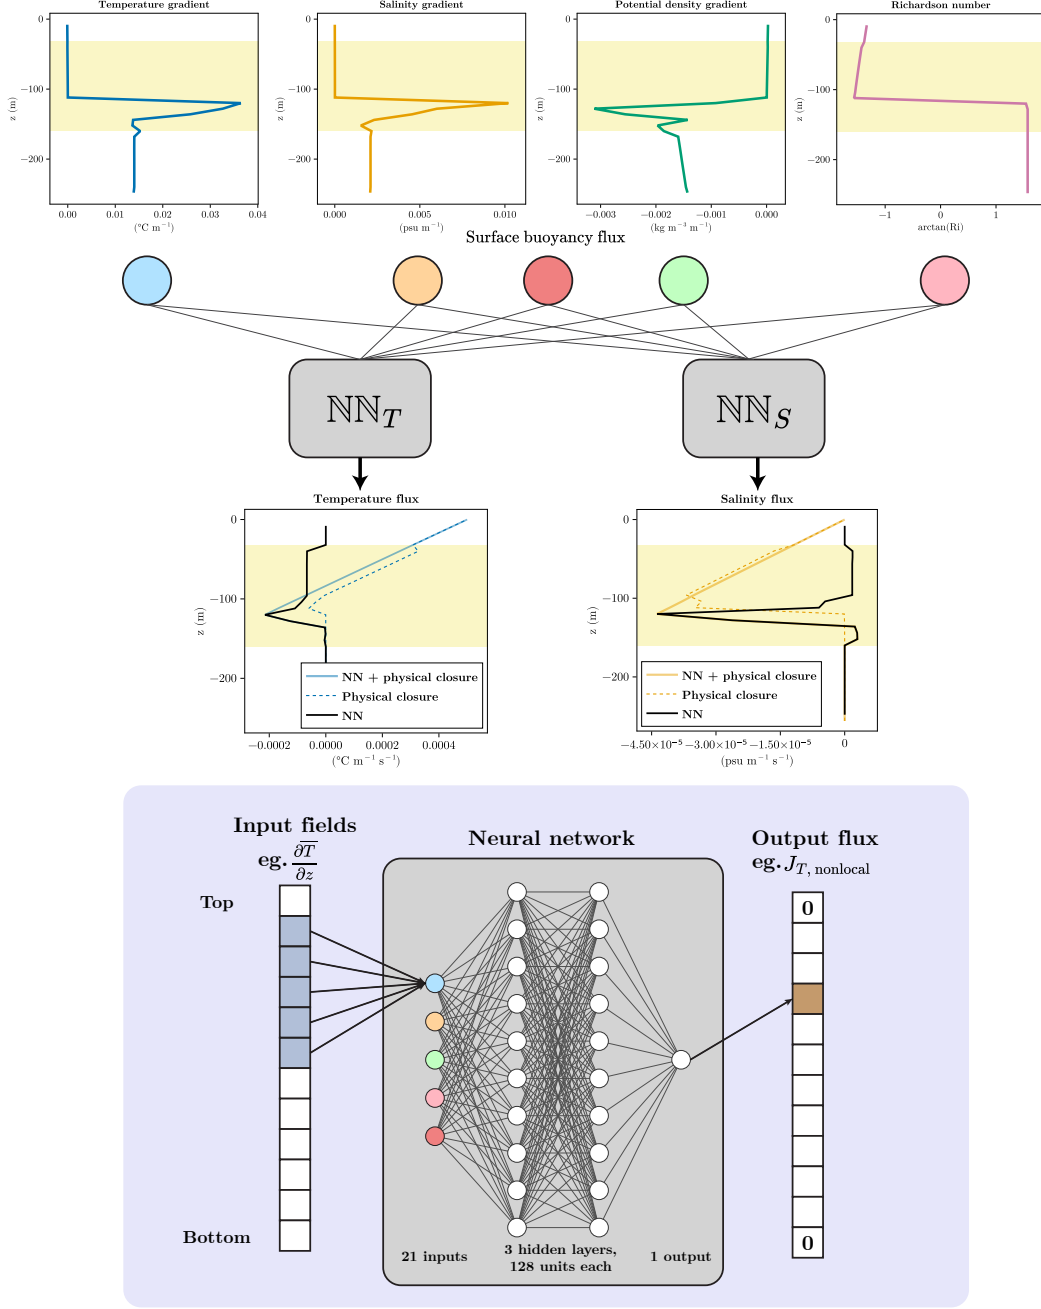 Temperature gradient
Salinity gradient
Potential density gradient
Richardson number
z (m)
0
−100
−200
0.00 0.01 0.02 0.03 0.04
(°C m⁻¹)
z (m)
0
−100
−200
0.000 0.005 0.010
(psu m⁻¹)
z (m)
0
−100
−200
−0.003 −0.002 −0.001 0.000
(kg m⁻³ m⁻¹)
z (m)
0
−100
−200
−1 0 1
arctan(Ri)
Surface buoyancy flux
ℕℕ_T
ℕℕ_S
Temperature flux
z (m)
0
−100
−200
NN + physical closure
Physical closure
NN
−0.0002 0.0000 0.0002 0.0004
(°C m⁻¹ s⁻¹)
Salinity flux
z (m)
0
−100
−200
NN + physical closure
Physical closure
NN
−4.50×10⁻⁵ −3.00×10⁻⁵ −1.50×10⁻⁵ 0
(psu m⁻¹ s⁻¹)
Input fields
eg. ∂T̅/∂z
Neural network
Output flux
eg. J_T, nonlocal
Top
0
Bottom
0
21 inputs
3 hidden layers,
128 units each
1 output